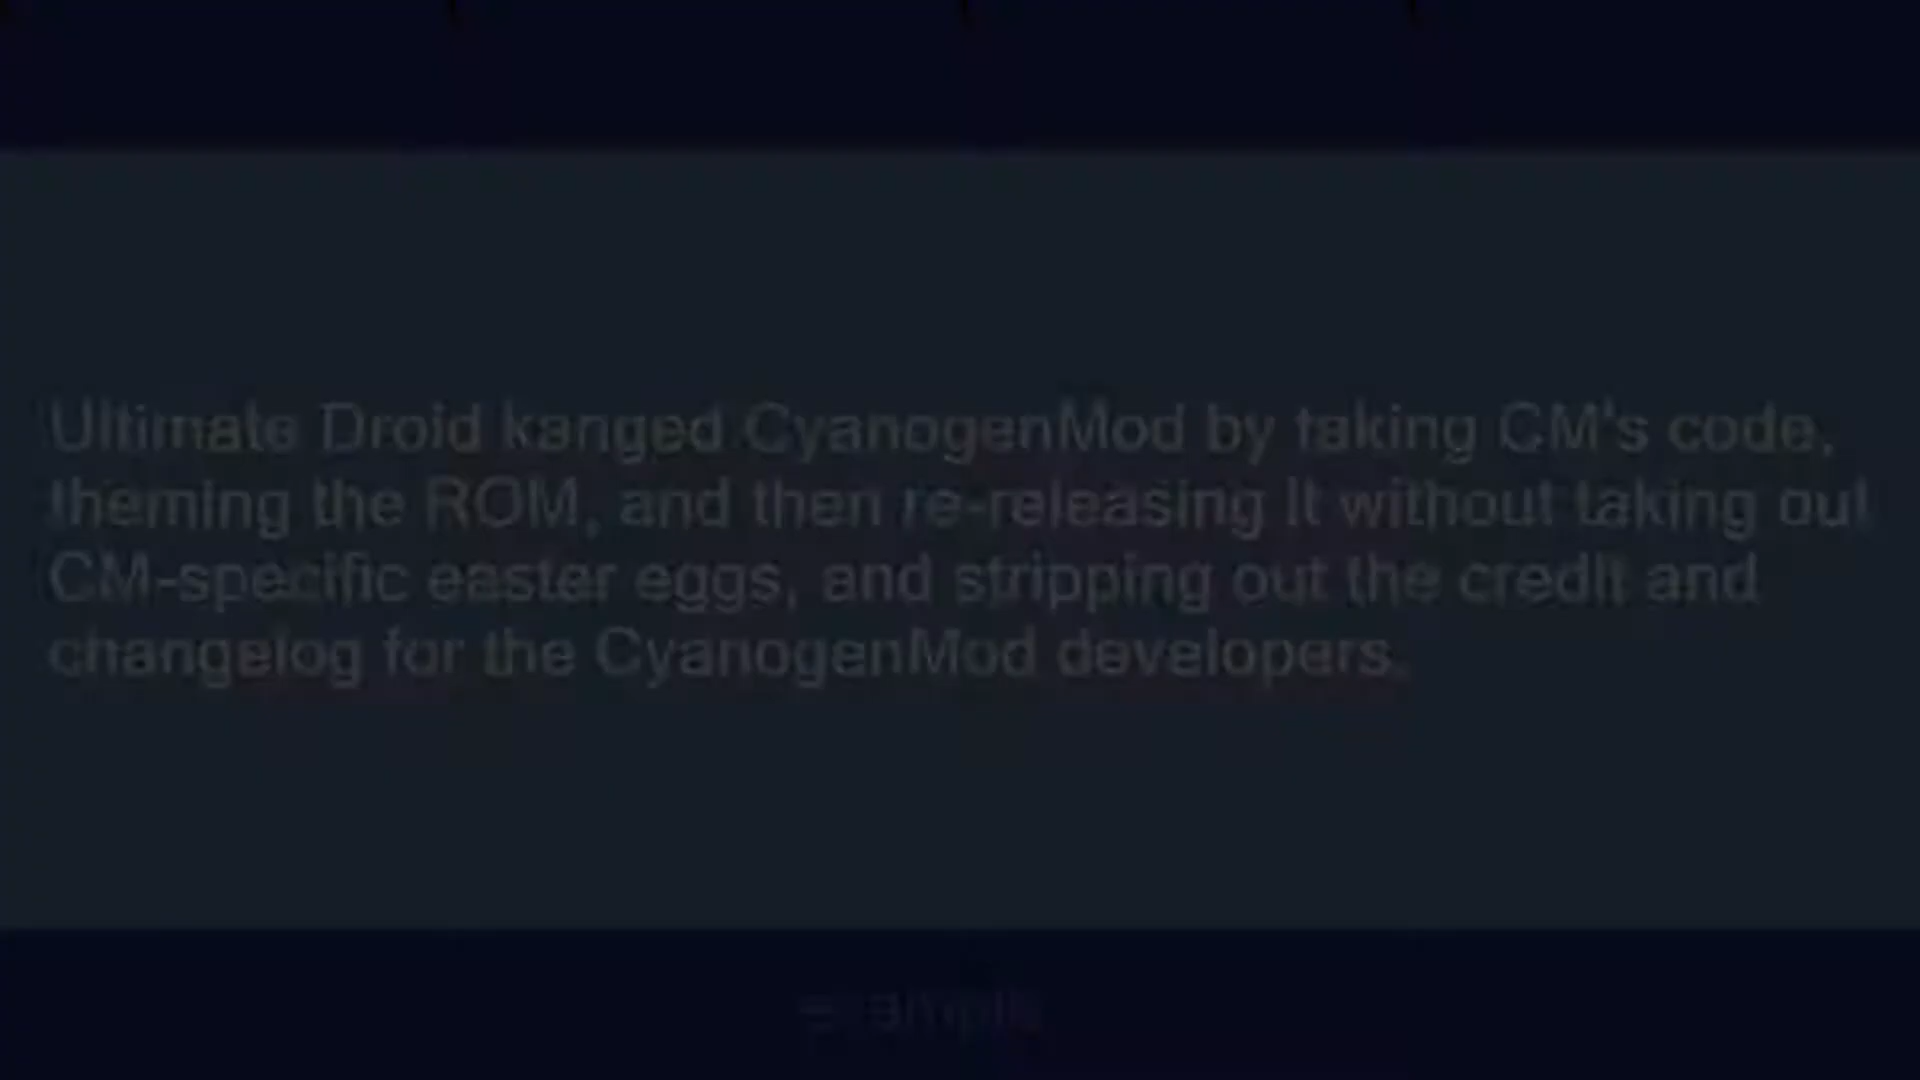 Ultimate Droid kanged CyanogenMod by taking CM's code,
theming the ROM, and then re-releasing it without taking out
CM-specific easter eggs, and stripping out the credit and
changelog for the CyanogenMod developers.
example